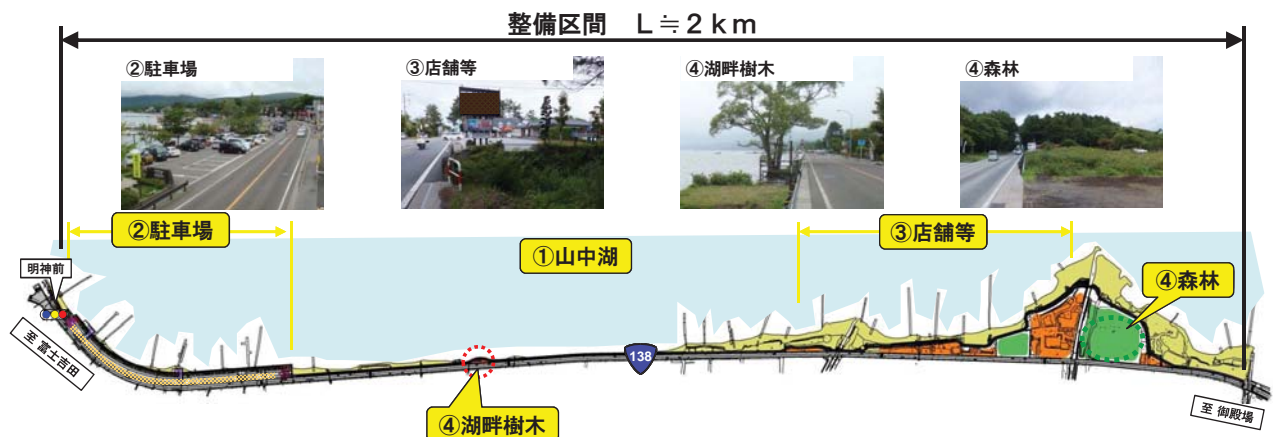 整備区間　Ｌ≒２ｋｍ
②駐車場
③店舗等
④湖畔樹木
④森林
②駐車場
①山中湖
③店舗等
④森林
明神前
至 富士吉田
138
④湖畔樹木
至 御殿場